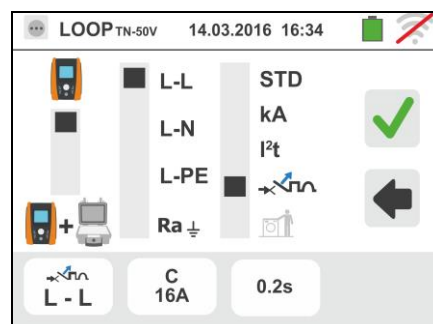 LOOP TN-50V 14.03.2016 16:34
L-L STD
L-N kA
I²t
L-PE
Ra
L - L
C
16A
0.2s